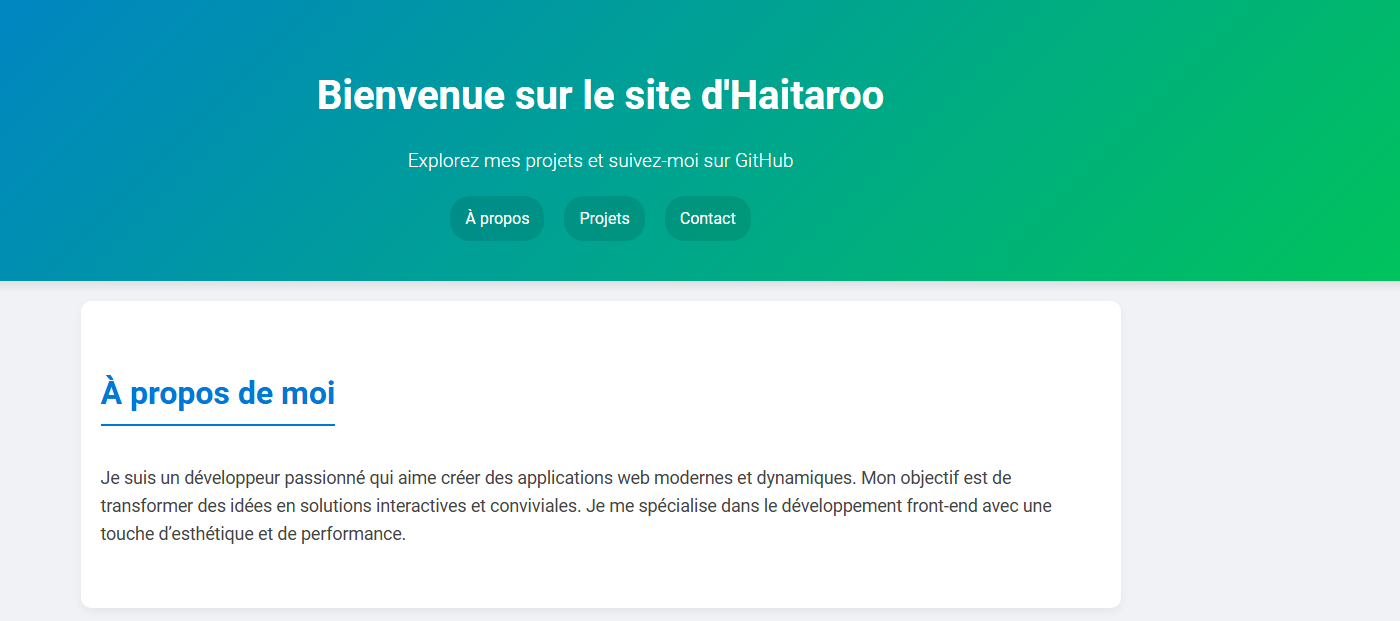 Bienvenue sur le site d'Haitaroo
Explorez mes projets et suivez-moi sur GitHub
À propos
Projets
Contact
À propos de moi
Je suis un développeur passionné qui aime créer des applications web modernes et dynamiques. Mon objectif est de
transformer des idées en solutions interactives et conviviales. Je me spécialise dans le développement front-end avec une
touche d’esthétique et de performance.